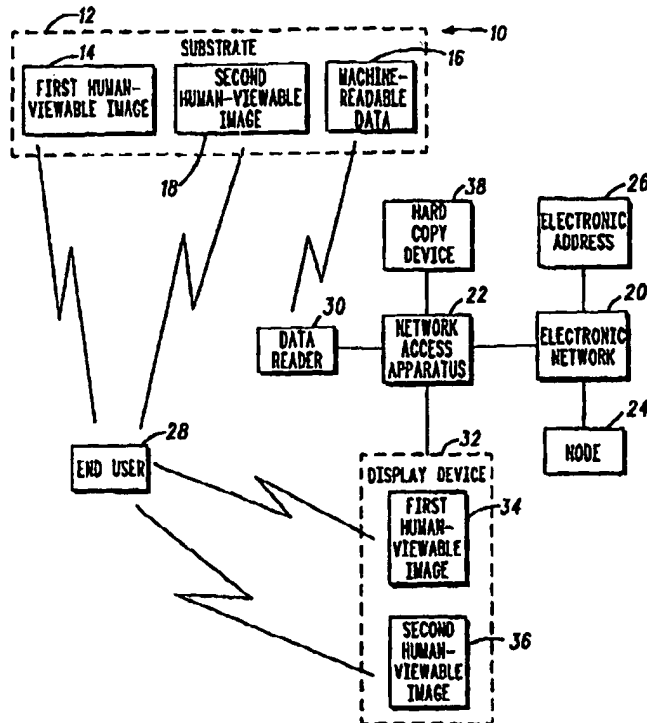 12
10
SUBSTRATE
14
16
FIRST HUMAN-
VIEWABLE IMAGE
SECOND
HUMAN-VIEWABLE
IMAGE
MACHINE-
READABLE
DATA
18
38
26
HARD
COPY
DEVICE
ELECTRONIC
ADDRESS
30
22
20
DATA
READER
NETWORK
ACCESS
APPARATUS
ELECTRONIC
NETWORK
28
32
24
END USER
DISPLAY DEVICE
NODE
34
FIRST
HUMAN-
VIEWABLE
IMAGE
36
SECOND
HUMAN-
VIEWABLE
IMAGE